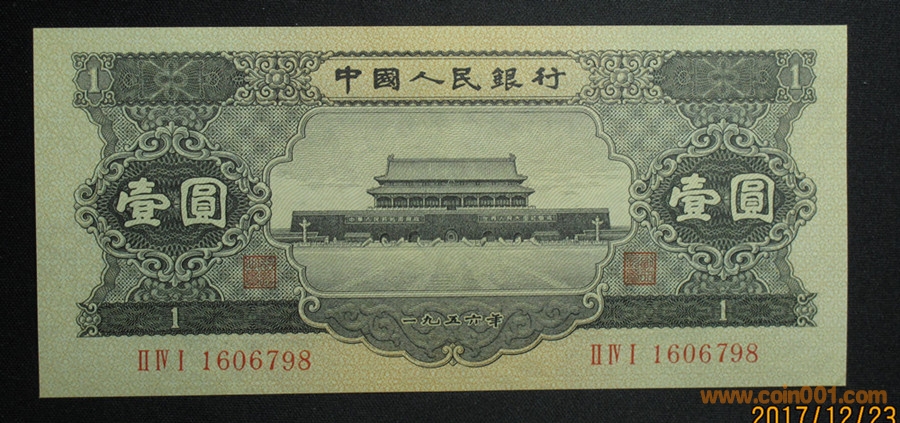 1 中國人民銀行 1
壹圓 壹圓
1 一九五六年 1
ⅡⅣⅠ 1606798 ⅡⅣⅠ 1606798
www.coin001.com
2017/12/23